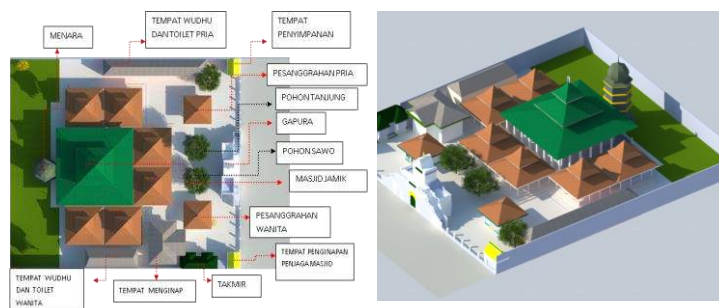 MENARA
TEMPAT WUDHU
DAN TOILET PRIA
TEMPAT
PENYIMPANAN
PESANGGRAHAN PRIA
POHON TANJUNG
GAPURA
POHON SAWO
MASJID JAMIK
PESANGGRAHAN
WANITA
TEMPAT PENGINAPAN
PENJAGA MASJID
TEMPAT WUDHU
DAN TOILET
WANITA
TEMPAT MENGINAP
TAKMIR